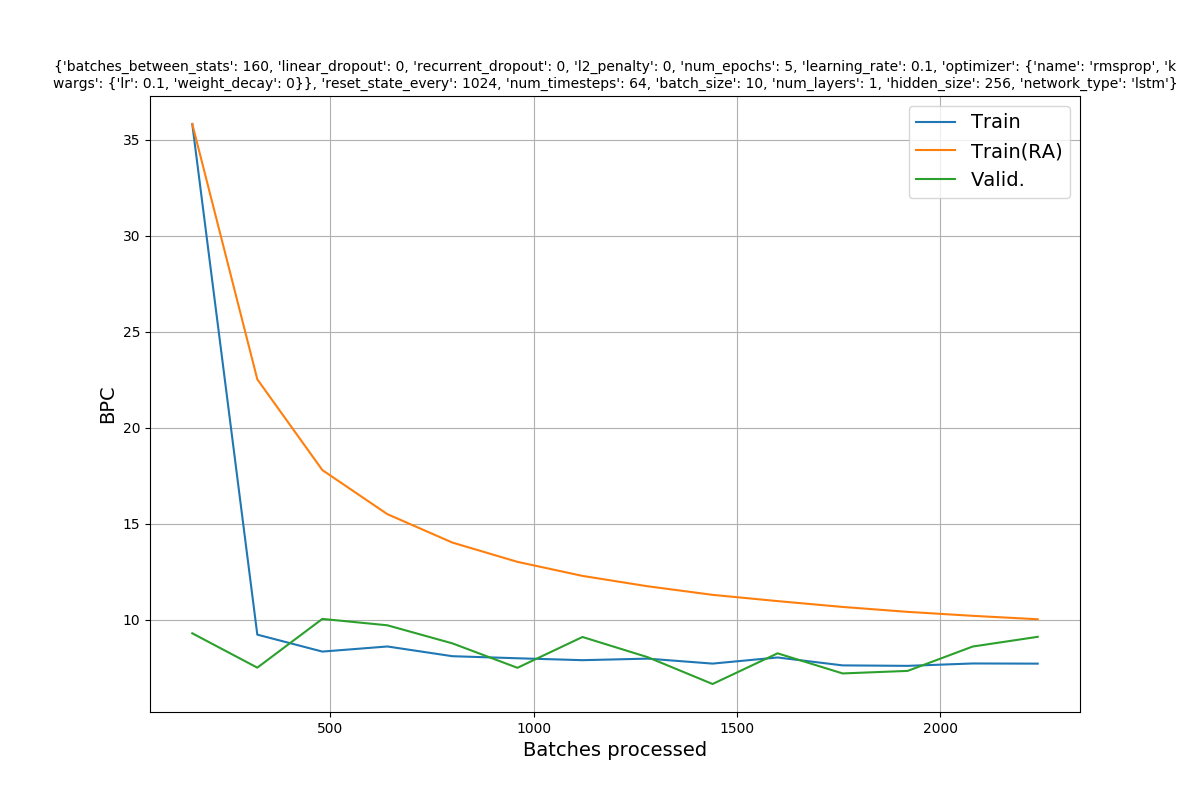 {'batches_between_stats': 160, 'linear_dropout': 0, 'recurrent_dropout': 0, 'l2_penalty': 0, 'num_epochs': 5, 'learning_rate': 0.1, 'optimizer': {'name': 'rmsprop', 'k
wargs': {'lr': 0.1, 'weight_decay': 0}}, 'reset_state_every': 1024, 'num_timesteps': 64, 'batch_size': 10, 'num_layers': 1, 'hidden_size': 256, 'network_type': 'lstm'}
Train
Train(RA)
Valid.
35
30
25
20
15
10
BPC
500
1000
1500
2000
Batches processed